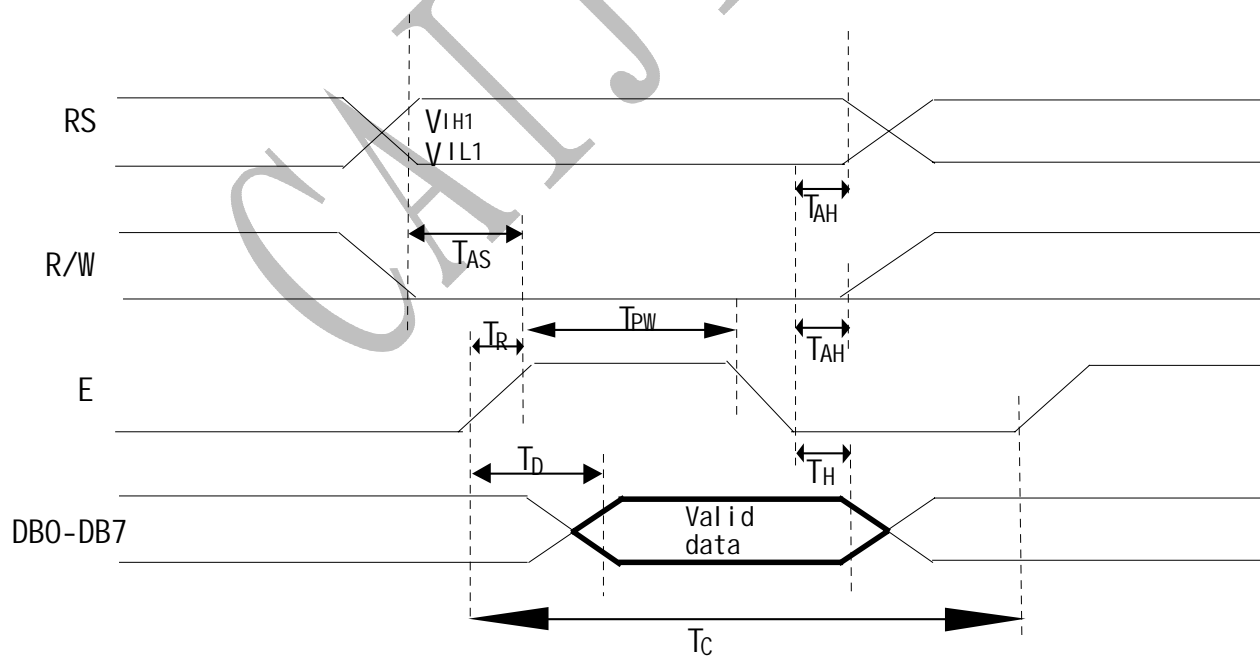 RS
VIH1
VIL1
TAH
TAS
R/W
TR
TPW
TAH
E
TD
TH
DB0-DB7
Valid
data
TC